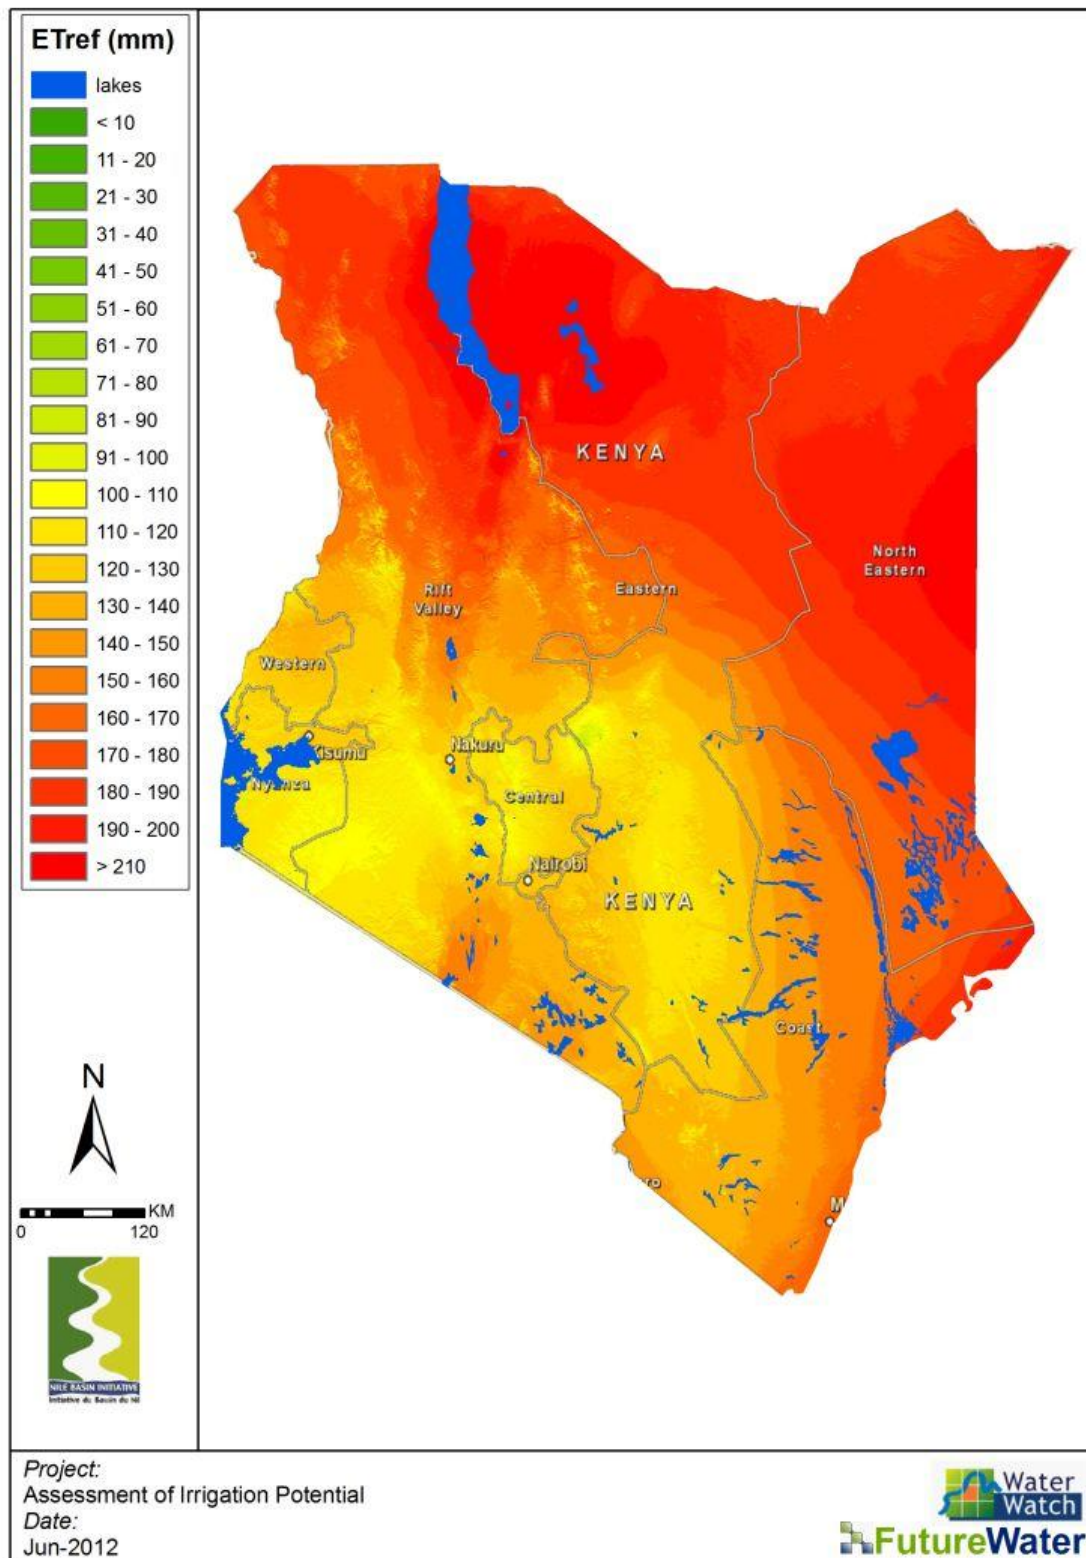 ETref (mm)
lakes
< 10
11 - 20
21 - 30
31 - 40
41 - 50
51 - 60
61 - 70
71 - 80
81 - 90
91 - 100
100 - 110
110 - 120
120 - 130
130 - 140
140 - 150
150 - 160
160 - 170
170 - 180
180 - 190
190 - 200
> 210
KENYA
North
Eastern
Rift
Valley
Eastern
Western
Kisumu
Nakuru
Nyanza
Central
Nairobi
KENYA
Coast
ro
M
N
KM
0 120
NILE BASIN INITIATIVE
Initiative du Bassin du Nil
Project:
Assessment of Irrigation Potential
Date:
Jun-2012
Water
Watch
FutureWater